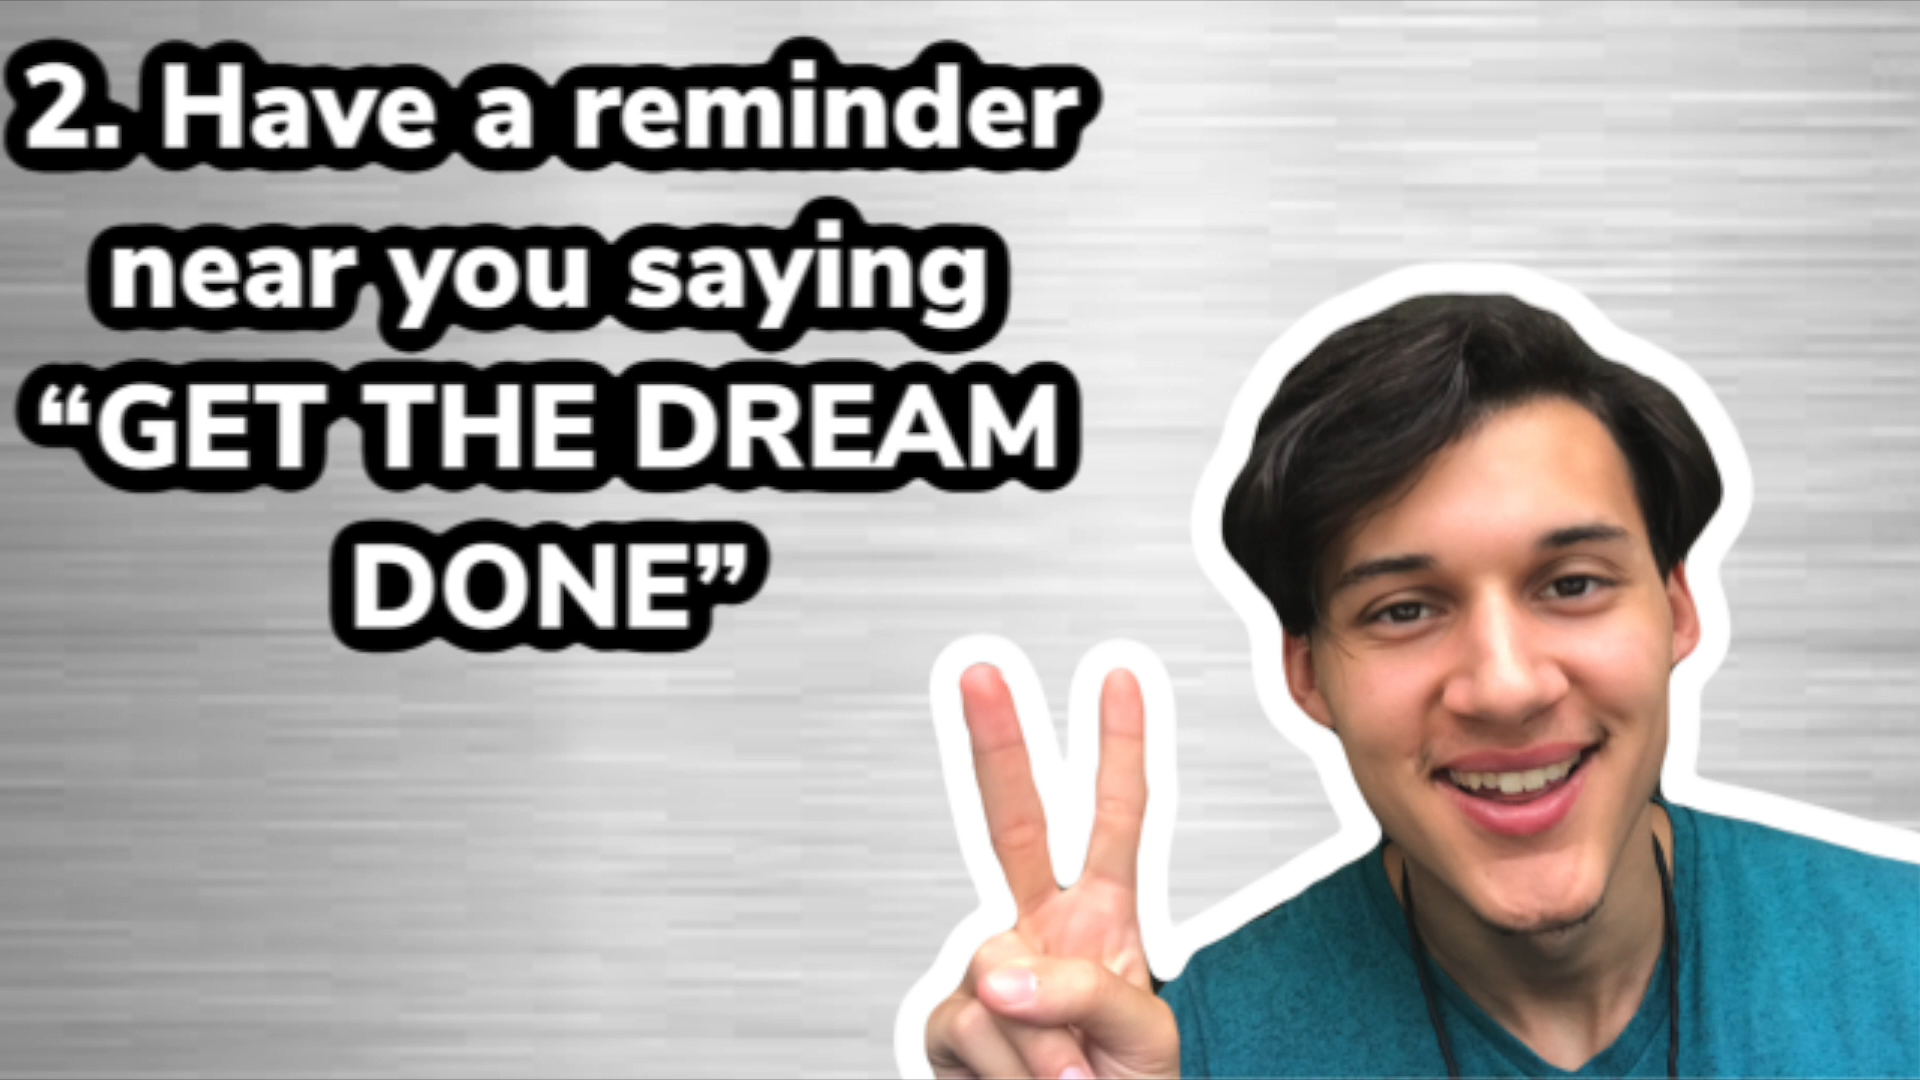 2. Have a reminder
near you saying
“GET THE DREAM
DONE”